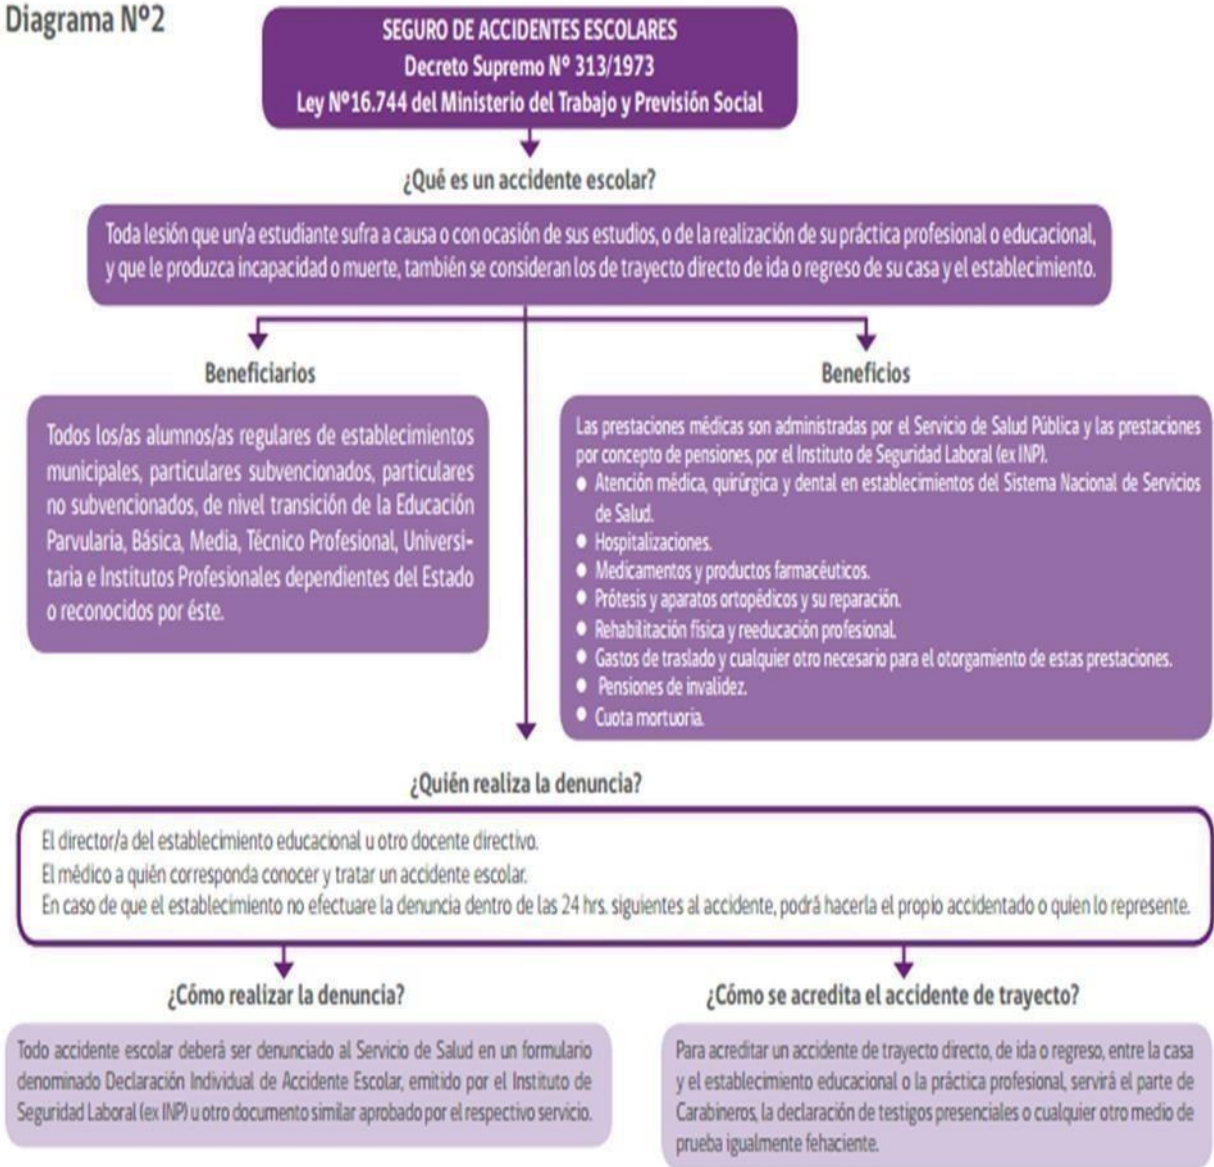 Diagrama Nº2
SEGURO DE ACCIDENTES ESCOLARES
Decreto Supremo Nº 313/1973
Ley Nº16.744 del Ministerio del Trabajo y Previsión Social
¿Qué es un accidente escolar?
Toda lesión que un/a estudiante sufra a causa o con ocasión de sus estudios, o de la realización de su práctica profesional o educacional,
y que le produzca incapacidad o muerte, también se consideran los de trayecto directo de ida o regreso de su casa y el establecimiento.
Beneficiarios
Todos los/as alumnos/as regulares de establecimientos
municipales, particulares subvencionados, particulares
no subvencionados, de nivel transición de la Educación
Parvularia, Básica, Media, Técnico Profesional, Universi-
taria e Institutos Profesionales dependientes del Estado
o reconocidos por éste.
Beneficios
Las prestaciones médicas son administradas por el Servicio de Salud Pública y las prestaciones
por concepto de pensiones, por el Instituto de Seguridad Laboral (ex INP).
● Atención médica, quirúrgica y dental en establecimientos del Sistema Nacional de Servicios
de Salud.
● Hospitalizaciones.
● Medicamentos y productos farmacéuticos.
● Prótesis y aparatos ortopédicos y su reparación.
● Rehabilitación física y reeducación profesional.
● Gastos de traslado y cualquier otro necesario para el otorgamiento de estas prestaciones.
● Pensiones de invalidez.
● Cuota mortuoria.
¿Quién realiza la denuncia?
El director/a del establecimiento educacional u otro docente directivo.
El médico a quién corresponda conocer y tratar un accidente escolar.
En caso de que el establecimiento no efectuare la denuncia dentro de las 24 hrs. siguientes al accidente, podrá hacerla el propio accidentado o quien lo represente.
¿Cómo realizar la denuncia?
Todo accidente escolar deberá ser denunciado al Servicio de Salud en un formulario
denominado Declaración Individual de Accidente Escolar, emitido por el Instituto de
Seguridad Laboral (ex INP) u otro documento similar aprobado por el respectivo servicio.
¿Cómo se acredita el accidente de trayecto?
Para acreditar un accidente de trayecto directo, de ida o regreso, entre la casa
y el establecimiento educacional o la práctica profesional, servirá el parte de
Carabineros, la declaración de testigos presenciales o cualquier otro medio de
prueba igualmente fehaciente.